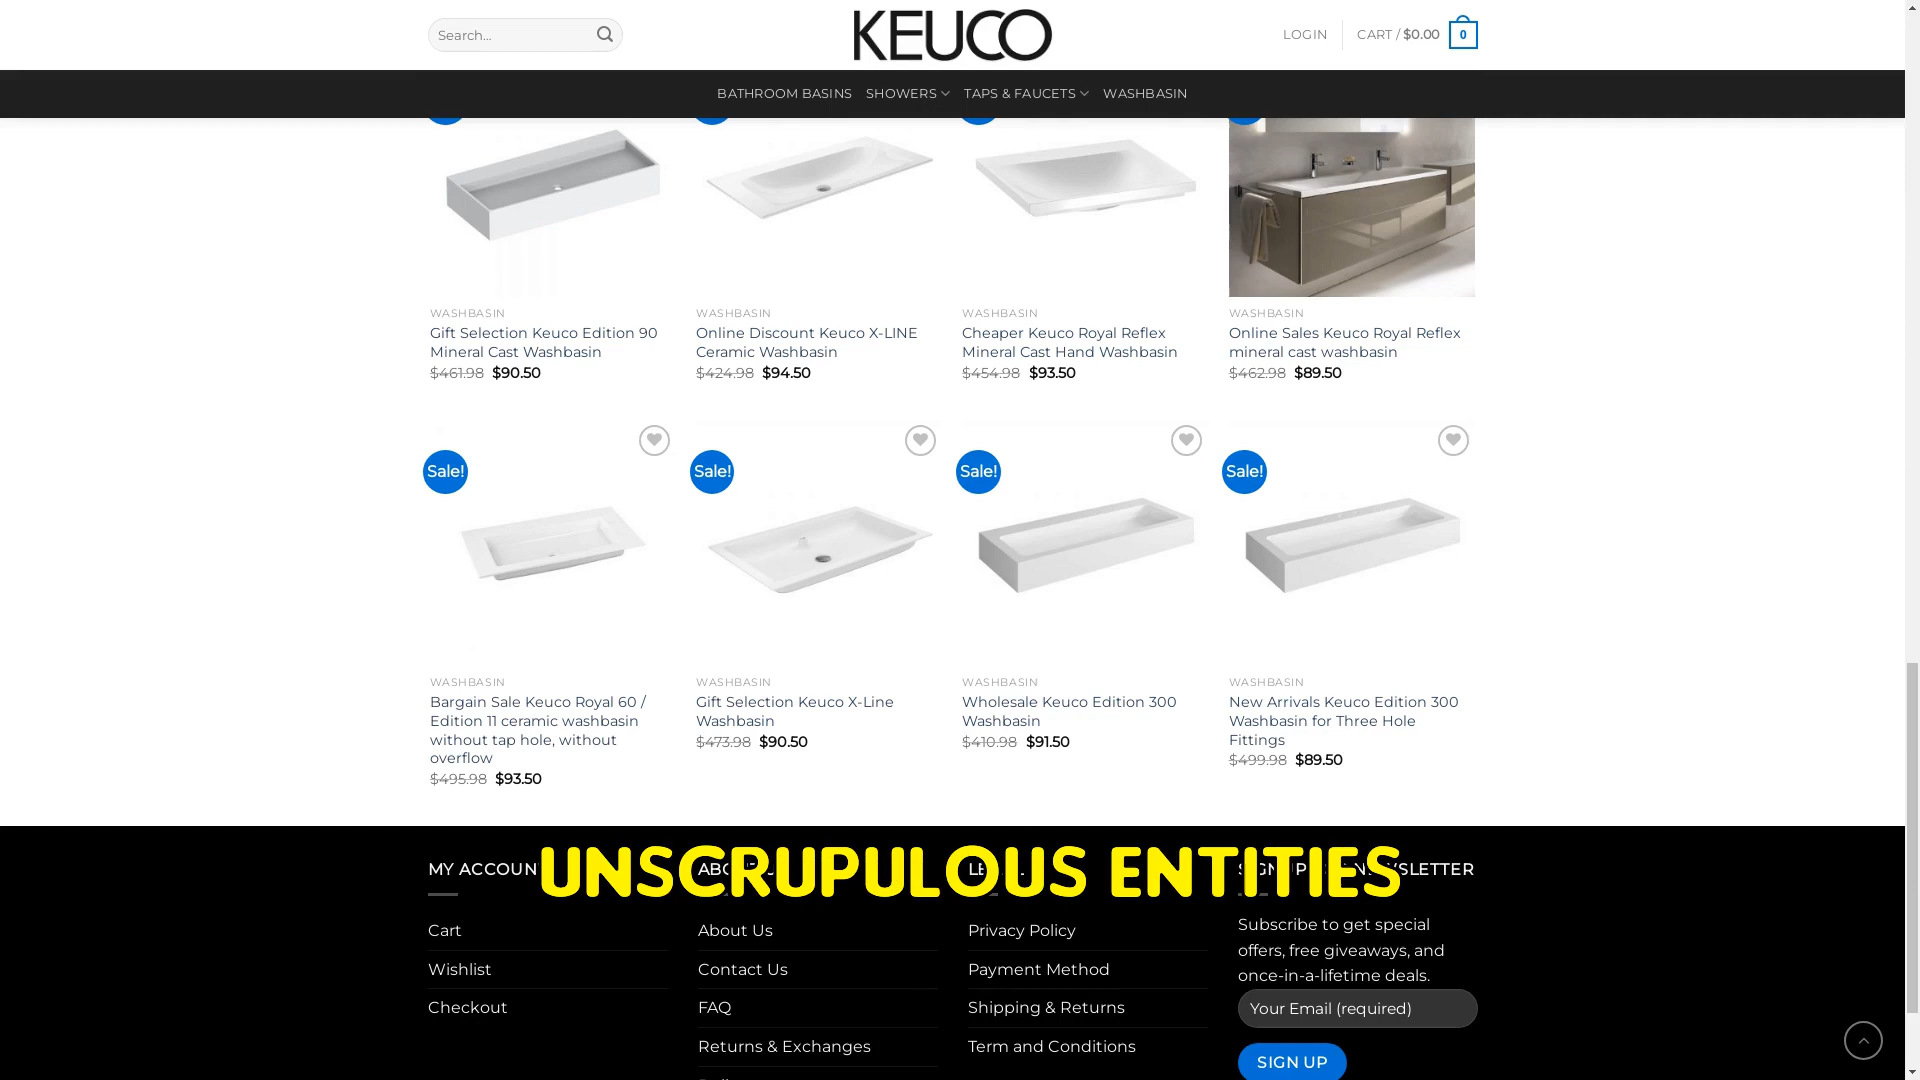 Search...
KEUCO
LOGIN
CART / $0.00
0
BATHROOM BASINS
SHOWERS
TAPS & FAUCETS
WASHBASIN
WASHBASIN
Gift Selection Keuco Edition 90
Mineral Cast Washbasin
$461.98 $90.50
WASHBASIN
Online Discount Keuco X-LINE
Ceramic Washbasin
$424.98 $94.50
WASHBASIN
Cheaper Keuco Royal Reflex
Mineral Cast Hand Washbasin
$454.98 $93.50
WASHBASIN
Online Sales Keuco Royal Reflex
mineral cast washbasin
$462.98 $89.50
Sale!
WASHBASIN
Bargain Sale Keuco Royal 60 /
Edition 11 ceramic washbasin
without tap hole, without
overflow
$495.98 $93.50
Sale!
WASHBASIN
Gift Selection Keuco X-Line
Washbasin
$473.98 $90.50
Sale!
WASHBASIN
Wholesale Keuco Edition 300
Washbasin
$410.98 $91.50
Sale!
WASHBASIN
New Arrivals Keuco Edition 300
Washbasin for Three Hole
Fittings
$499.98 $89.50
UNSCRUPULOUS ENTITIES
MY ACCOUN
Cart
Wishlist
Checkout
About Us
Contact Us
FAQ
Returns & Exchanges
Privacy Policy
Payment Method
Shipping & Returns
Term and Conditions
Subscribe to get special
offers, free giveaways, and
once-in-a-lifetime deals.
Your Email (required)
SIGN UP